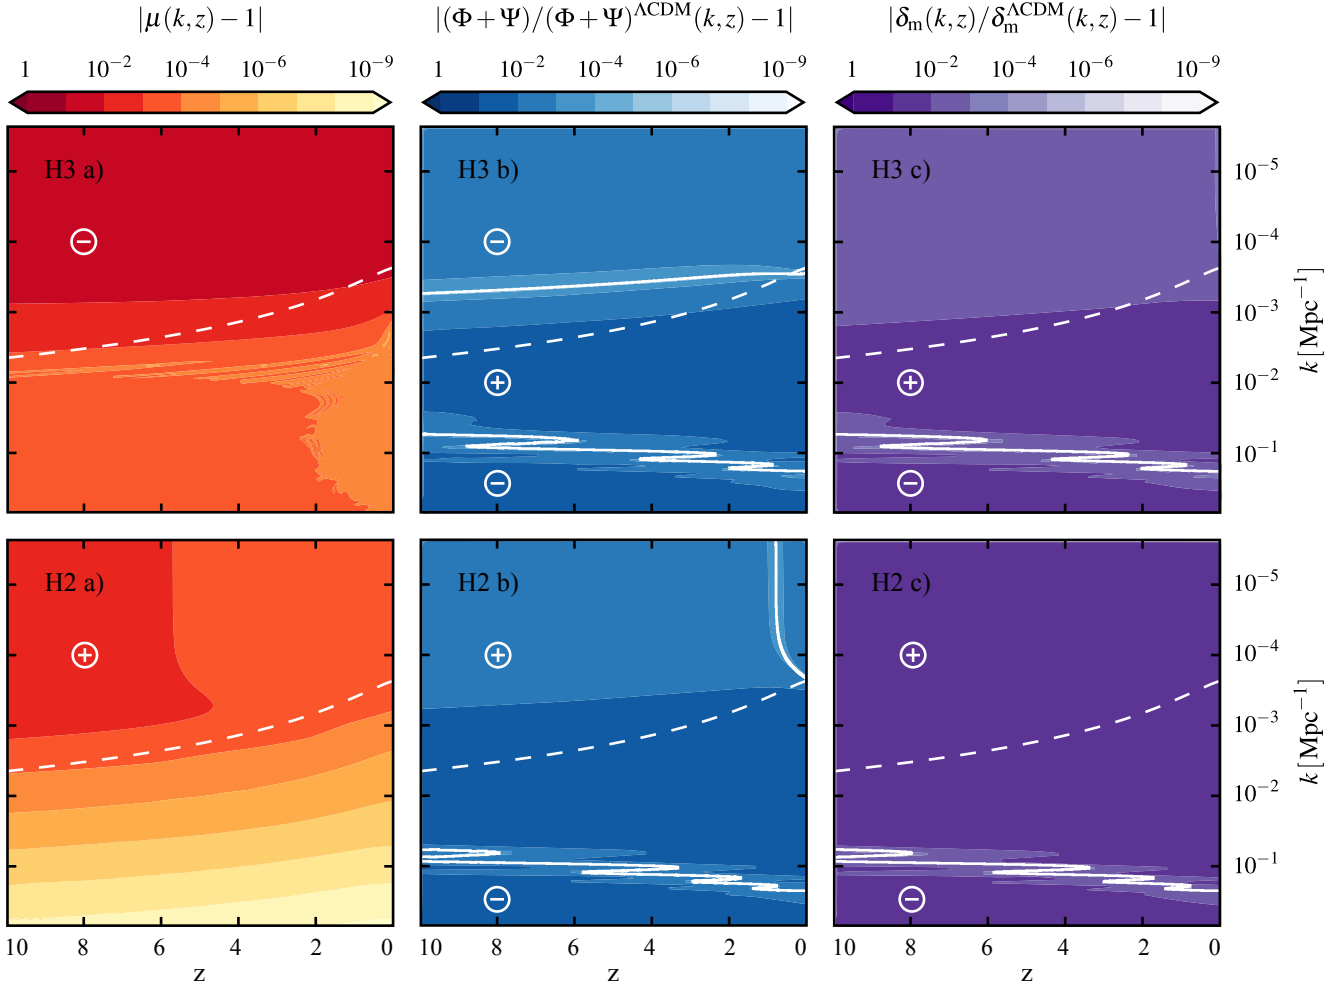 |μ(k,z)−1|
|(Φ+Ψ)/(Φ+Ψ)^ΛCDM(k,z)−1|
|δ_m(k,z)/δ_m^ΛCDM(k,z)−1|
1 10⁻² 10⁻⁴ 10⁻⁶ 10⁻⁹
1 10⁻² 10⁻⁴ 10⁻⁶ 10⁻⁹
1 10⁻² 10⁻⁴ 10⁻⁶ 10⁻⁹
H3 a)
−
H3 b)
−
+
−
H3 c)
+
−
10⁻⁵
10⁻⁴
10⁻³
10⁻²
10⁻¹
k [Mpc⁻¹]
H2 a)
+
H2 b)
+
−
H2 c)
+
−
10⁻⁵
10⁻⁴
10⁻³
10⁻²
10⁻¹
k [Mpc⁻¹]
10 8 6 4 2 0
10 8 6 4 2 0
10 8 6 4 2 0
z
z
z